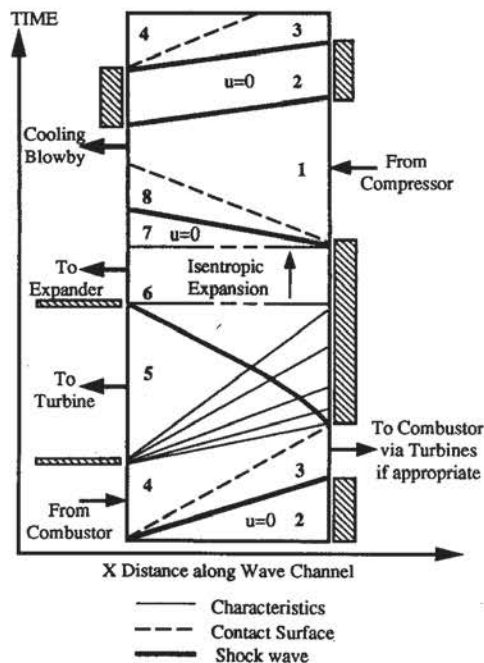 TIME
4
3
u=0
2
Cooling
Blowby
1
From
Compressor
8
7
u=0
To
Expander
Isentropic
Expansion
6
5
To
Turbine
To Combustor
via Turbines
if appropriate
3
4
From
Combustor
u=0
2
X Distance along Wave Channel
Characteristics
Contact Surface
Shock wave